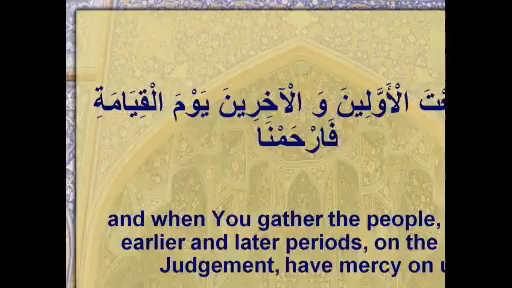 الْأَوَّلِينَ وَ الْآخِرِينَ يَوْمَ الْقِيَامَةِ
فَارْحَمْنَا
and when You gather the people,
earlier and later periods, on the
Judgement, have mercy on